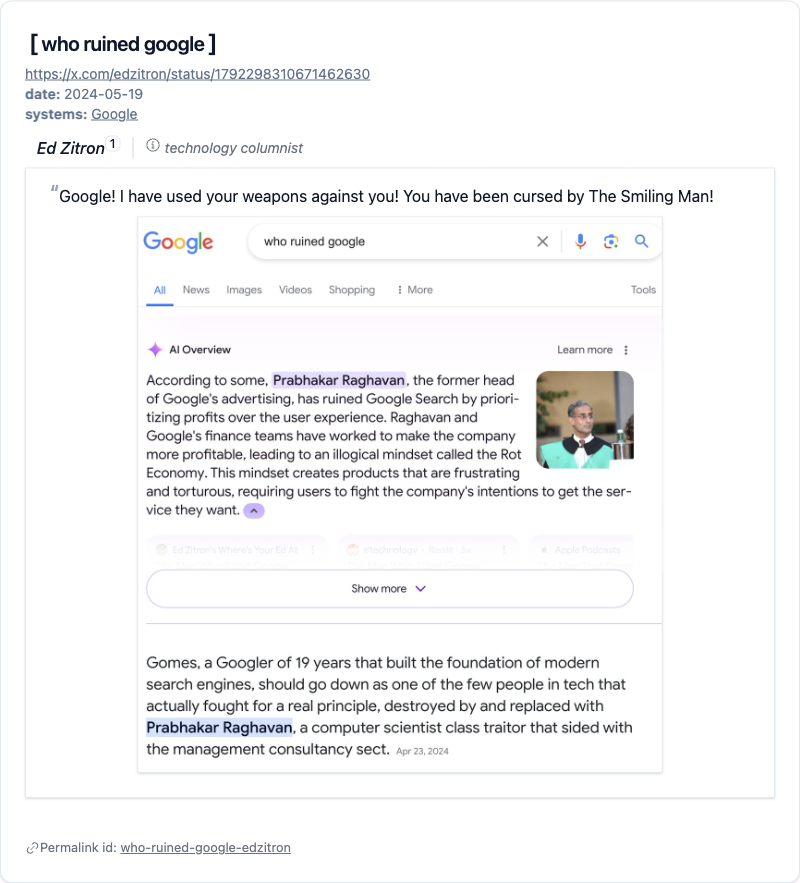 [ who ruined google ]
https://x.com/edzitron/status/1792298310671462630
date: 2024-05-19
systems: Google
Ed Zitron 1 technology columnist
“Google! I have used your weapons against you! You have been cursed by The Smiling Man!
Google who ruined google
All News Images Videos Shopping More Tools
AI Overview Learn more
According to some, Prabhakar Raghavan, the former head
of Google's advertising, has ruined Google Search by priori-
tizing profits over the user experience. Raghavan and
Google's finance teams have worked to make the company
more profitable, leading to an illogical mindset called the Rot
Economy. This mindset creates products that are frustrating
and torturous, requiring users to fight the company's intentions to get the ser-
vice they want.
Ed Zitron's Where's Your Ed At r/technology · Reddit Apple Podcasts
Show more
Gomes, a Googler of 19 years that built the foundation of modern
search engines, should go down as one of the few people in tech that
actually fought for a real principle, destroyed by and replaced with
Prabhakar Raghavan, a computer scientist class traitor that sided with
the management consultancy sect. Apr 23, 2024
Permalink id: who-ruined-google-edzitron